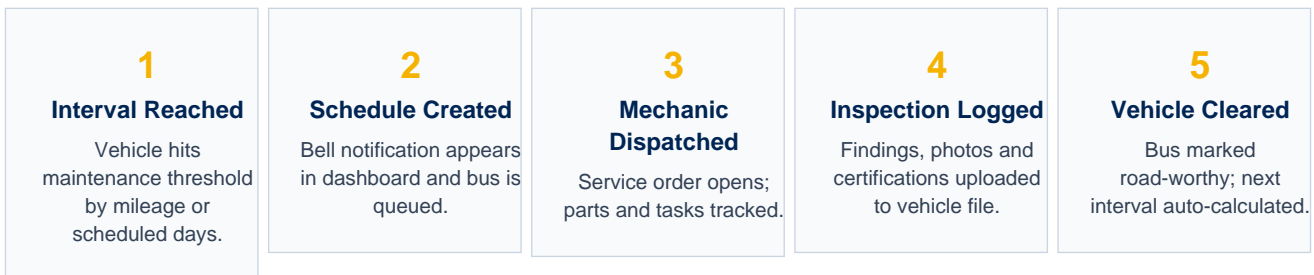 1
Interval Reached
Vehicle hits
maintenance threshold
by mileage or
scheduled days.
2
Schedule Created
Bell notification appears
in dashboard and bus is
queued.
3
Mechanic
Dispatched
Service order opens;
parts and tasks tracked.
4
Inspection Logged
Findings, photos and
certifications uploaded
to vehicle file.
5
Vehicle Cleared
Bus marked
road-worthy; next
interval auto-calculated.